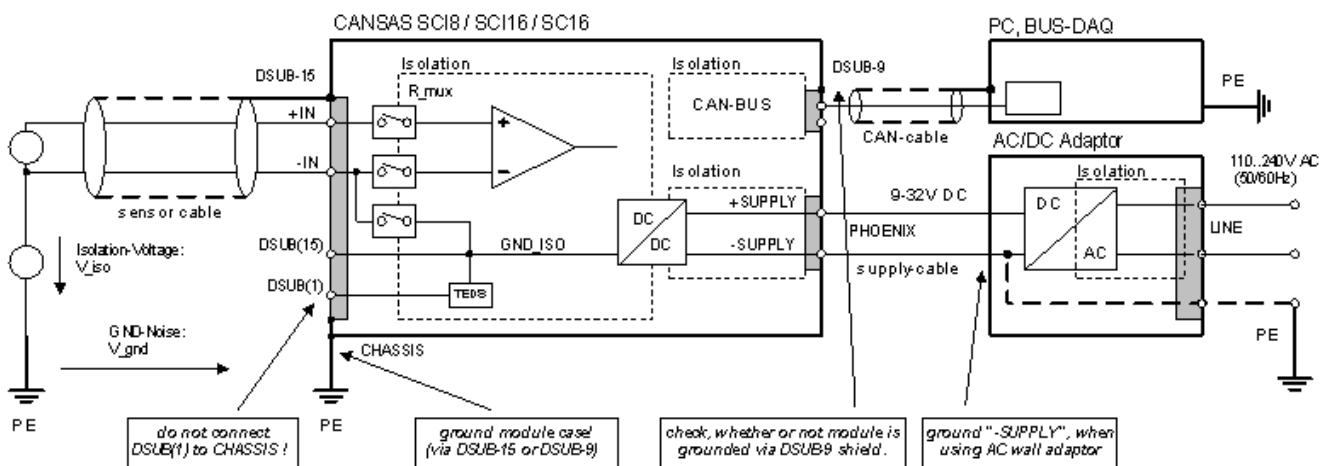 CANSAS SCI8 / SCI16 / SC16
PC, BUS-DAQ
DSUB-15
Isolation
Isolation
DSUB-9
PE
R_mux
CAN-BUS
+IN
+
CAN-cable
AC/DC Adaptor
-IN
–
110...240V AC
(50/60Hz)
Isolation
Isolation
sensor cable
DC
+SUPPLY
9-32V DC
DC
Isolation-Voltage:
V_iso
DSUB(15)
GND_ISO
DC
-SUPPLY
PHOENIX
AC
LINE
supply-cable
DSUB(1)
TEDS
GND-Noise:
V_gnd
CHASSIS
PE
PE
PE
do not connect
DSUB(1) to CHASSIS !
ground module case!
(via DSUB-15 or DSUB-9)
check, whether or not module is
grounded via DSUB-9 shield.
ground "-SUPPLY", when
using AC wall adaptor